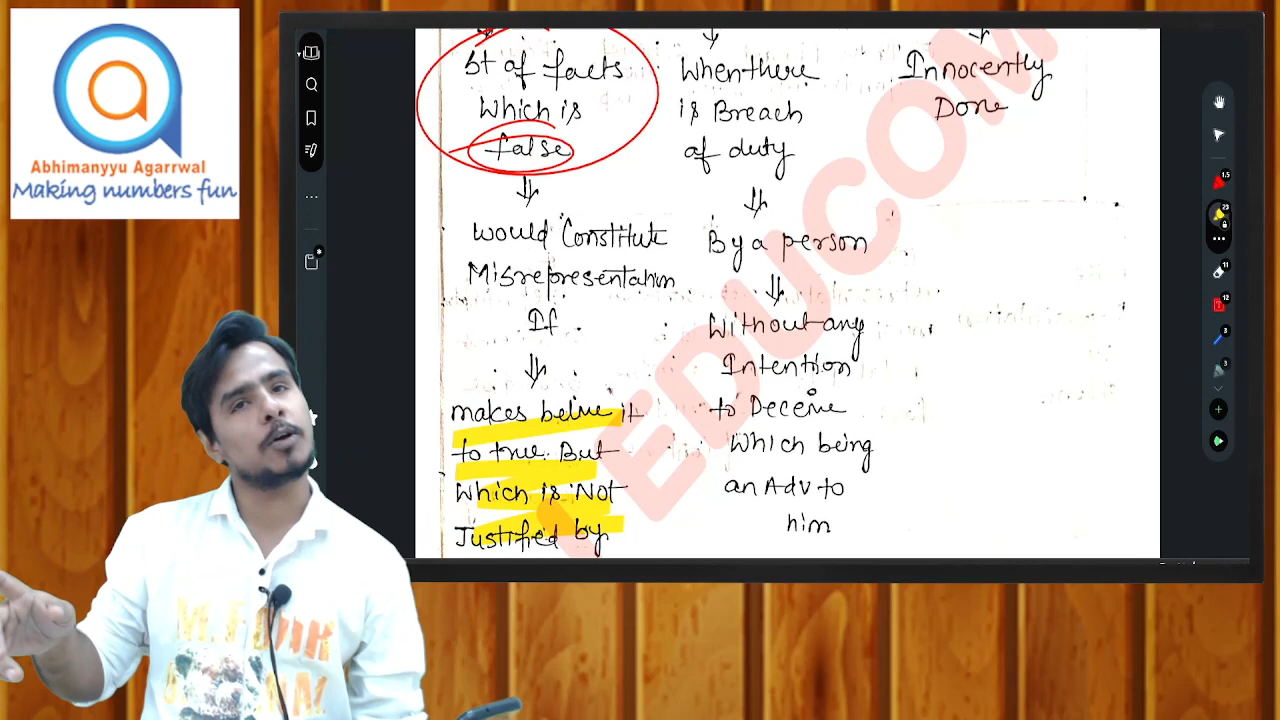 Abhimanyyu Agarrwal
Making numbers fun
St of facts
Which is
false
would Constitute
Misrepresentation
If
makes belive it
to true. But
Which is Not
Justified by
When there
is Breach
of duty
By a person
Without any
Intention
to Deceive
Which being
an Adv to
him
Innocently
Done
EDUCOM